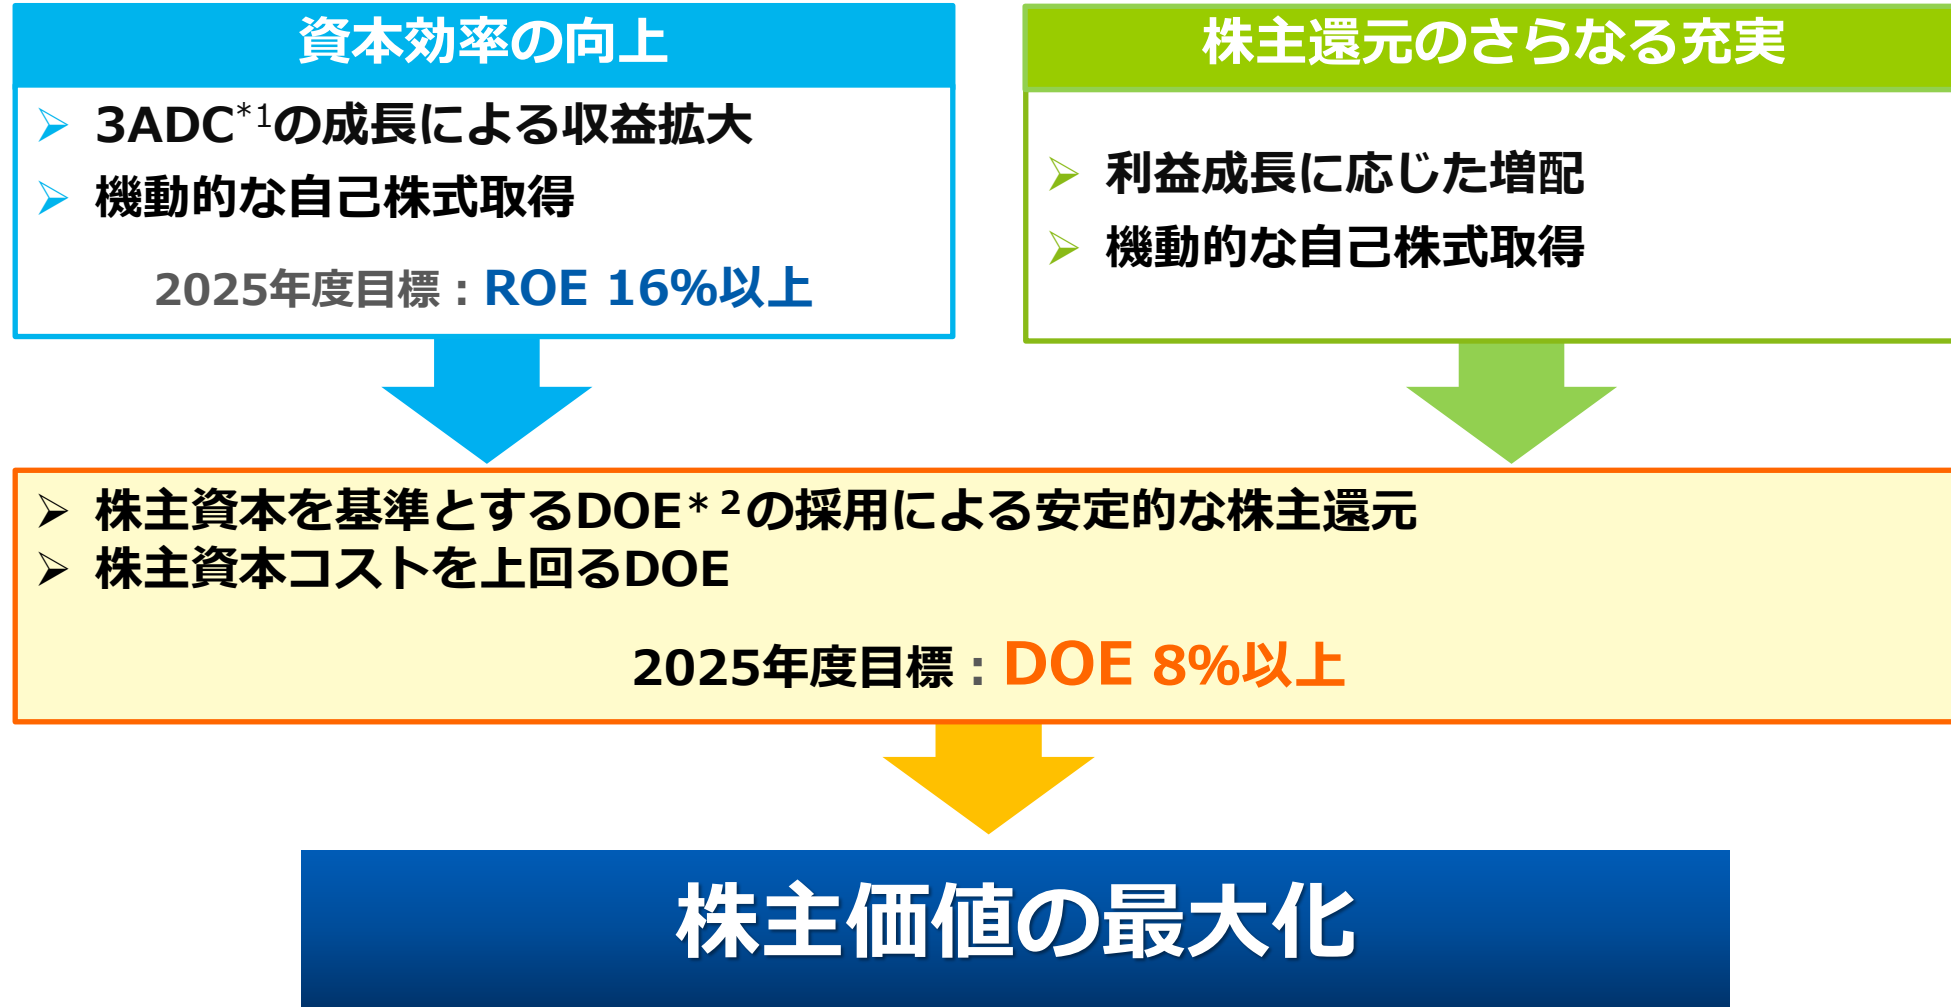 資本効率の向上
3ADC*1の成長による収益拡大
機動的な自己株式取得
2025年度目標：ROE 16%以上
株主還元のさらなる充実
利益成長に応じた増配
機動的な自己株式取得
株主資本を基準とするDOE＊2の採用による安定的な株主還元
株主資本コストを上回るDOE
2025年度目標：DOE 8%以上
株主価値の最大化